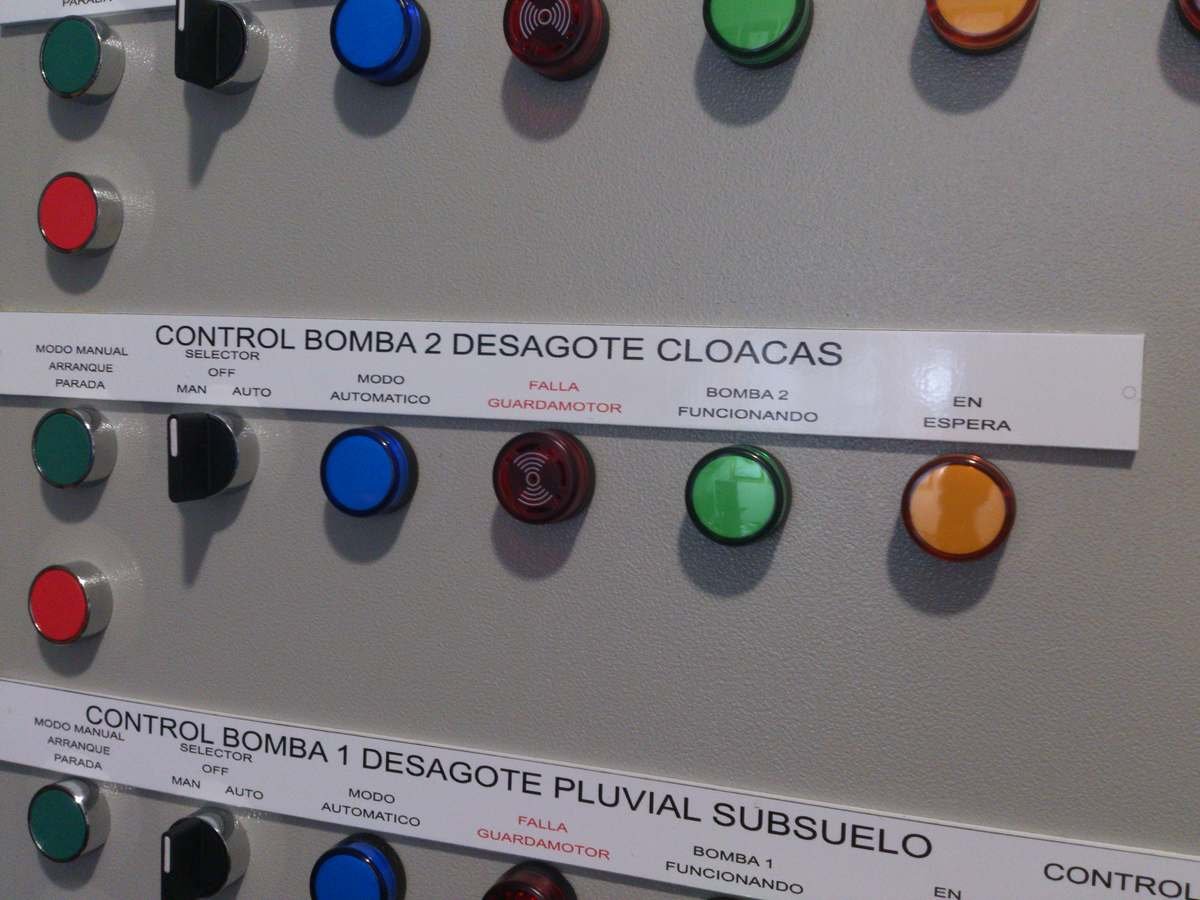 PARADA
CONTROL BOMBA 2 DESAGOTE CLOACAS
MODO MANUAL
ARRANQUE
PARADA
SELECTOR
OFF
MAN AUTO
MODO
AUTOMATICO
FALLA
GUARDAMOTOR
BOMBA 2
FUNCIONANDO
EN
ESPERA
CONTROL BOMBA 1 DESAGOTE PLUVIAL SUBSUELO
MODO MANUAL
ARRANQUE
PARADA
SELECTOR
OFF
MAN AUTO
MODO
AUTOMATICO
FALLA
GUARDAMOTOR
BOMBA 1
FUNCIONANDO
EN
CONTROL